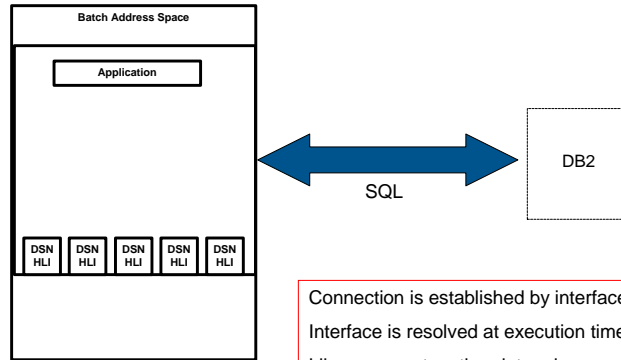 Batch Address Space
Application
SQL
DB2
DSN
HLI
DSN
HLI
DSN
HLI
DSN
HLI
DSN
HLI
Connection is established by interface
Interface is resolved at execution time